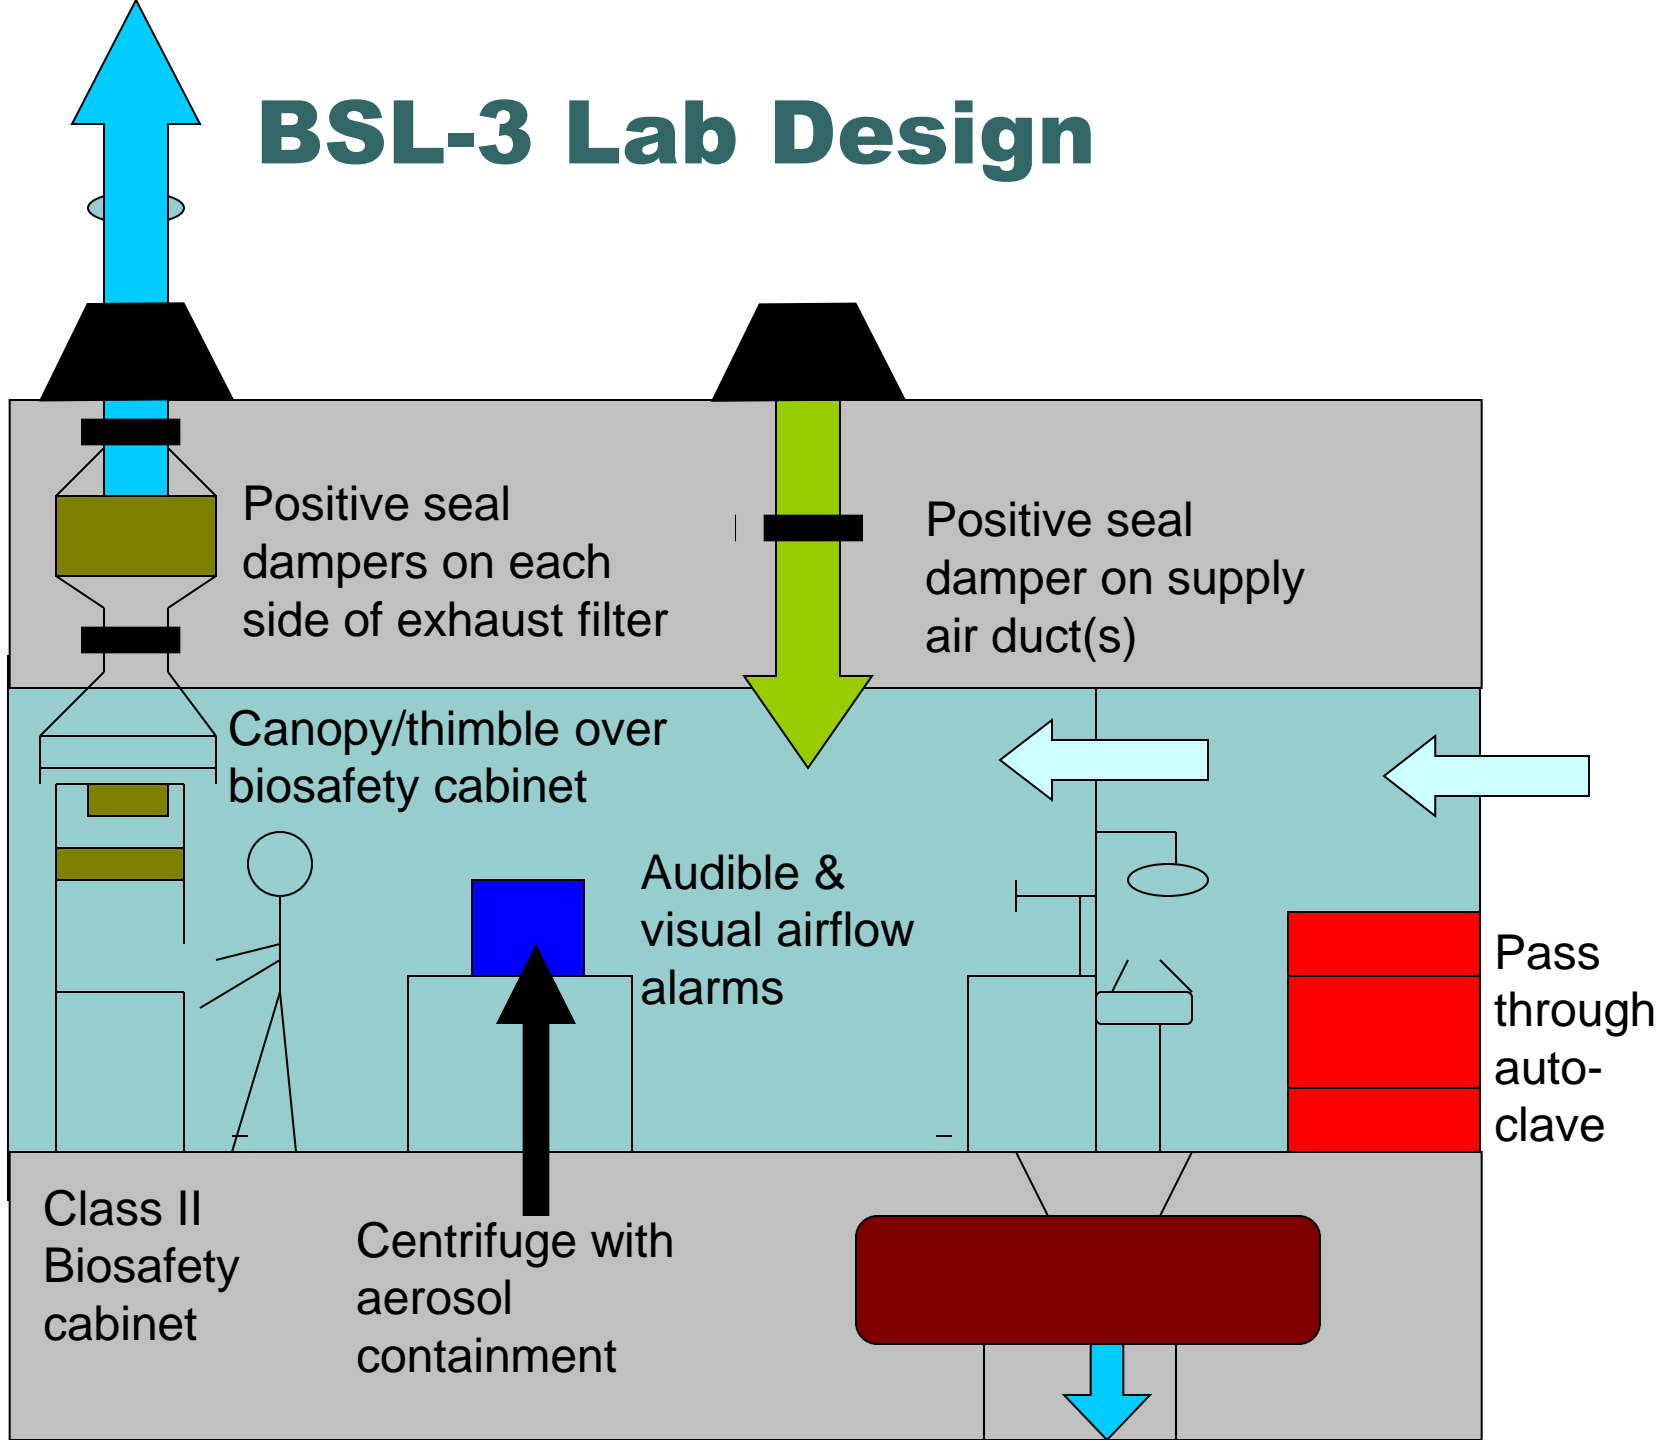 BSL-3 Lab Design
Positive seal
dampers on each
side of exhaust filter
Positive seal
damper on supply
air duct(s)
Canopy/thimble over
biosafety cabinet
Audible &
visual airflow
alarms
Pass
through
auto-
clave
Class II
Biosafety
cabinet
Centrifuge with
aerosol
containment